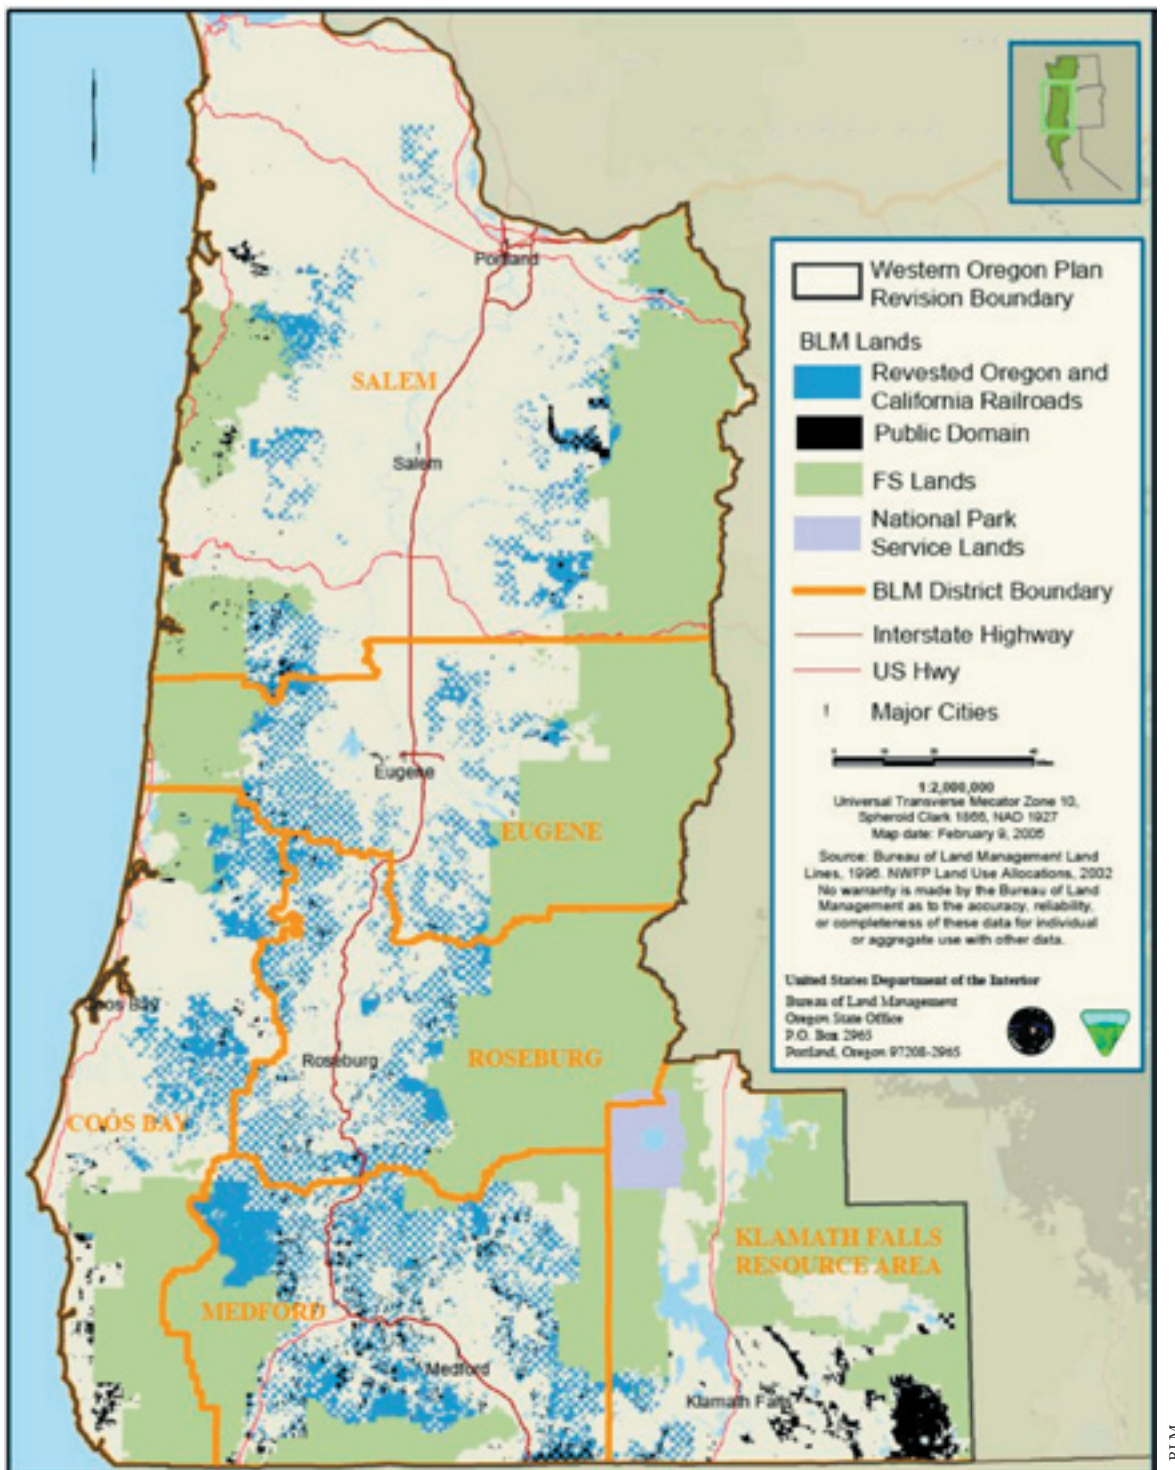 Portland
SALEM
Salem
Eugene
EUGENE
Coos Bay
Roseburg
ROSEBURG
COOS BAY
KLAMATH FALLS
RESOURCE AREA
MEDFORD
Medford
Klamath Falls
Western Oregon Plan
Revision Boundary
BLM Lands
Revested Oregon and
California Railroads
Public Domain
FS Lands
National Park
Service Lands
BLM District Boundary
Interstate Highway
US Hwy
Major Cities
1:2,000,000
Universal Transverse Mecator Zone 10,
Spheroid Clark 1866, NAD 1927
Map date: February 9, 2006
Source: Bureau of Land Management Land
Lines, 1996. NWFP Land Use Allocations, 2002
No warranty is made by the Bureau of Land
Management as to the accuracy, reliability,
or completeness of these data for individual
or aggregate use with other data.
United States Department of the Interior
Bureau of Land Management
Oregon State Office
P.O. Box 2965
Portland, Oregon 97208-2965
BLM